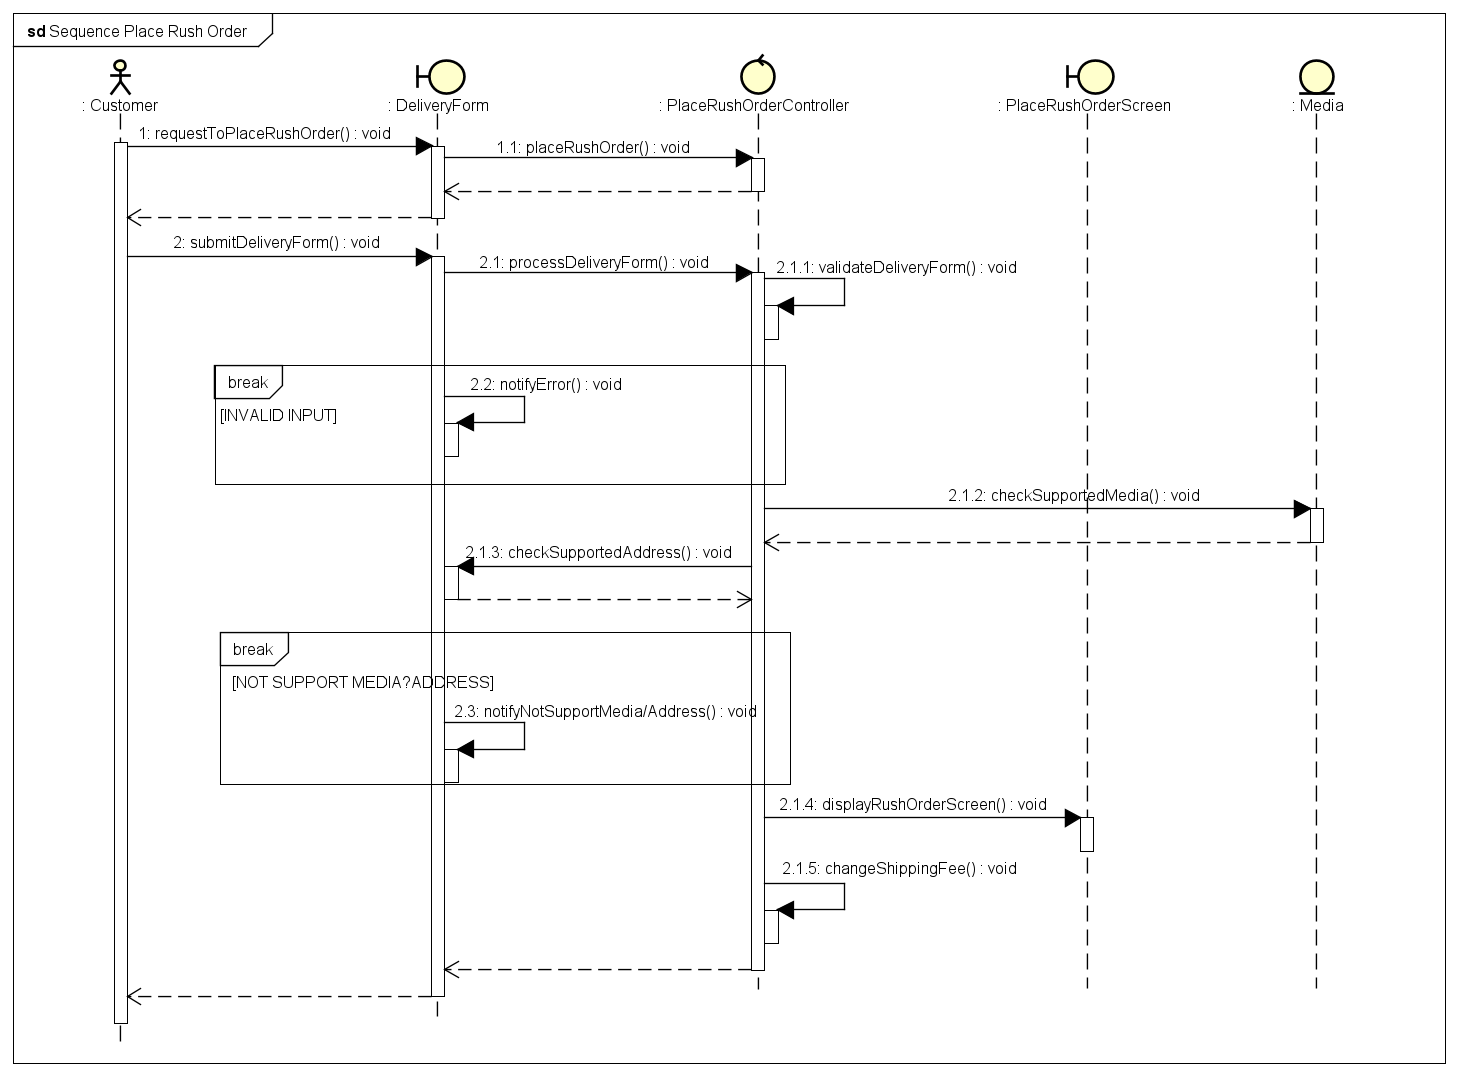 sd Sequence Place Rush Order
: Customer
: DeliveryForm
: PlaceRushOrderController
: PlaceRushOrderScreen
: Media
1: requestToPlaceRushOrder() : void
1.1: placeRushOrder() : void
2: submitDeliveryForm() : void
2.1: processDeliveryForm() : void
2.1.1: validateDeliveryForm() : void
break
2.2: notifyError() : void
[INVALID INPUT]
2.1.2: checkSupportedMedia() : void
2.1.3: checkSupportedAddress() : void
break
[NOT SUPPORT MEDIA?ADDRESS]
2.3: notifyNotSupportMedia/Address() : void
2.1.4: displayRushOrderScreen() : void
2.1.5: changeShippingFee() : void